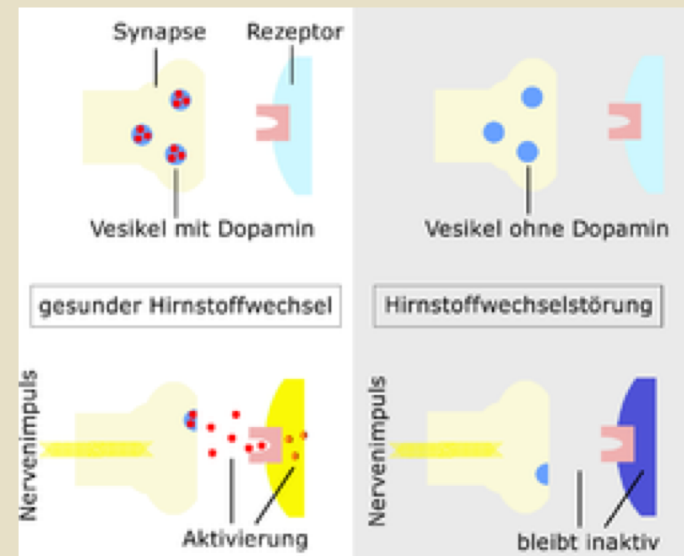 Synapse
Rezeptor
Vesikel mit Dopamin
Vesikel ohne Dopamin
gesunder Hirnstoffwechsel
Hirnstoffwechselstörung
Nervenimpuls
Aktivierung
Nervenimpuls
bleibt inaktiv